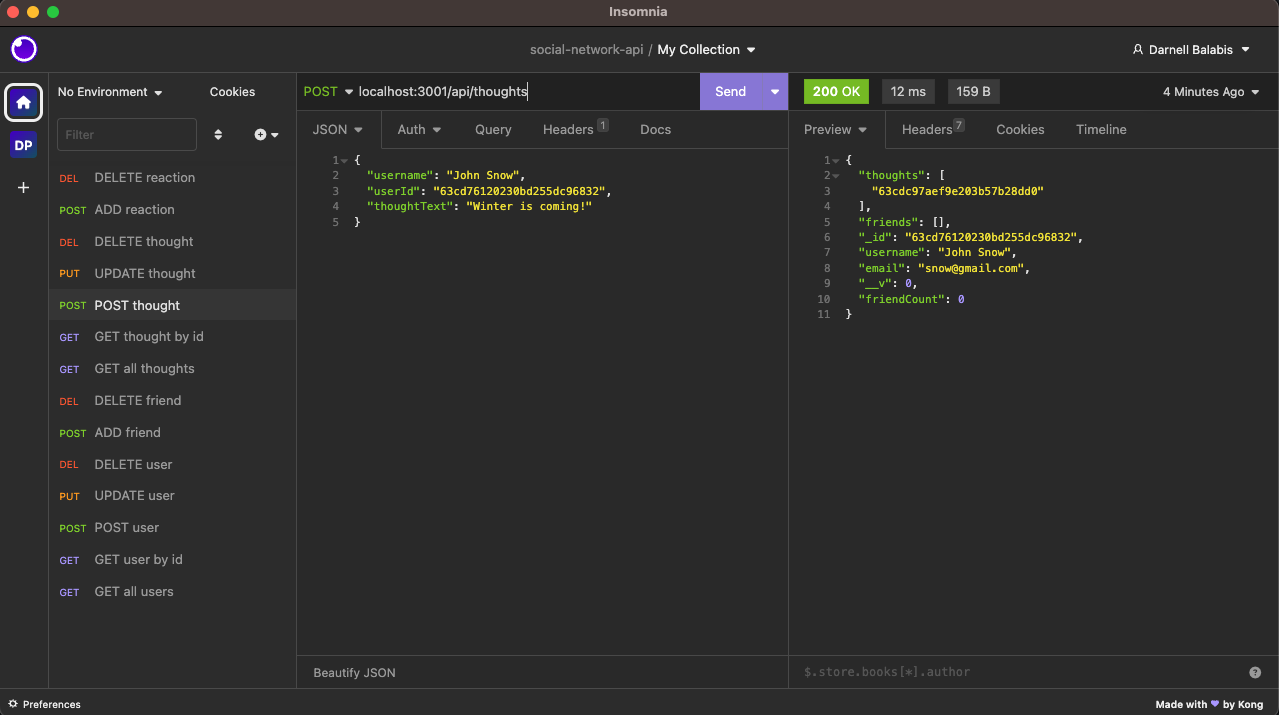 Insomnia
social-network-api / My Collection
Darnell Balabis
No Environment
Cookies
Filter
DP
DEL DELETE reaction
POST ADD reaction
DEL DELETE thought
PUT UPDATE thought
POST POST thought
GET GET thought by id
GET GET all thoughts
DEL DELETE friend
POST ADD friend
DEL DELETE user
PUT UPDATE user
POST POST user
GET GET user by id
GET GET all users
POST localhost:3001/api/thoughts
Send
JSON Auth Query Headers 1 Docs
1 {
2 "username": "John Snow",
3 "userId": "63cd76120230bd255dc96832",
4 "thoughtText": "Winter is coming!"
5 }
Beautify JSON
200 OK 12 ms 159 B 4 Minutes Ago
Preview Headers 7 Cookies Timeline
1 {
2 "thoughts": [
3 "63cdc97aef9e203b57b28dd0"
4 ],
5 "friends": [],
6 "_id": "63cd76120230bd255dc96832",
7 "username": "John Snow",
8 "email": "snow@gmail.com",
9 "__v": 0,
10 "friendCount": 0
11 }
$.store.books[*].author
Preferences
Made with by Kong